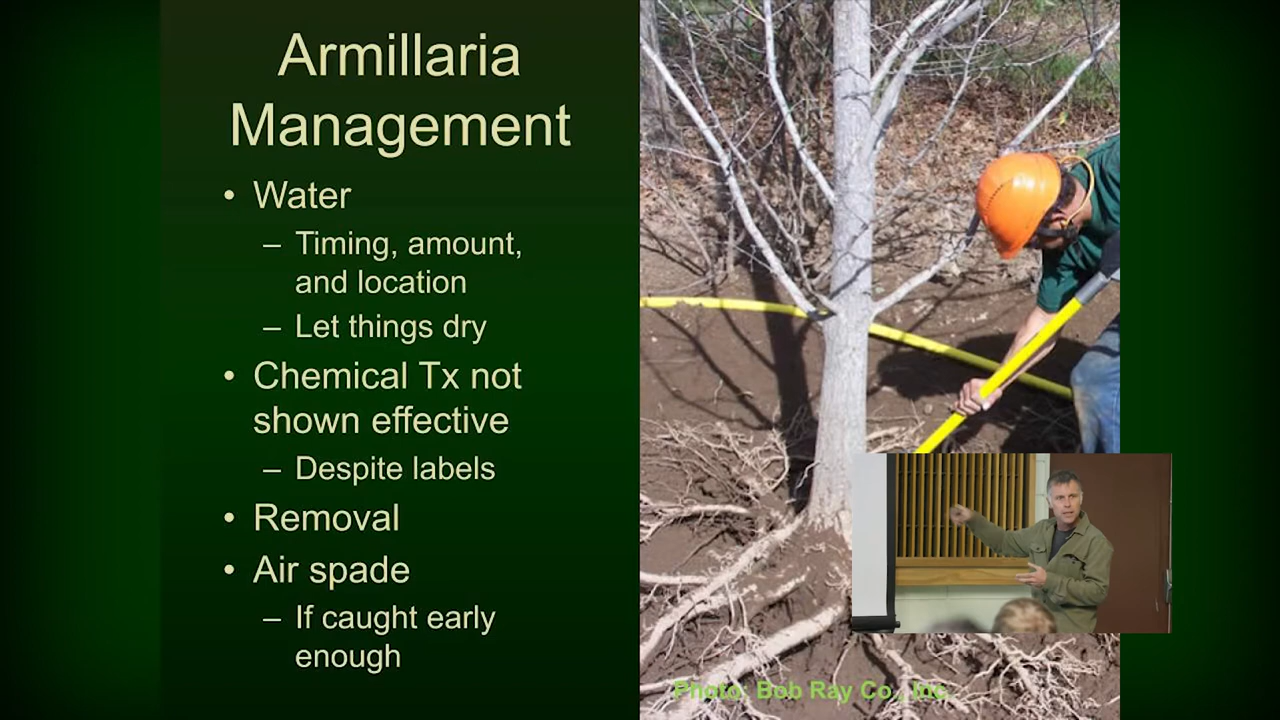 Armillaria
Management
• Water
– Timing, amount,
and location
– Let things dry
• Chemical Tx not
shown effective
– Despite labels
• Removal
• Air spade
– If caught early
enough
Photo: Bob Ray Co., Inc.